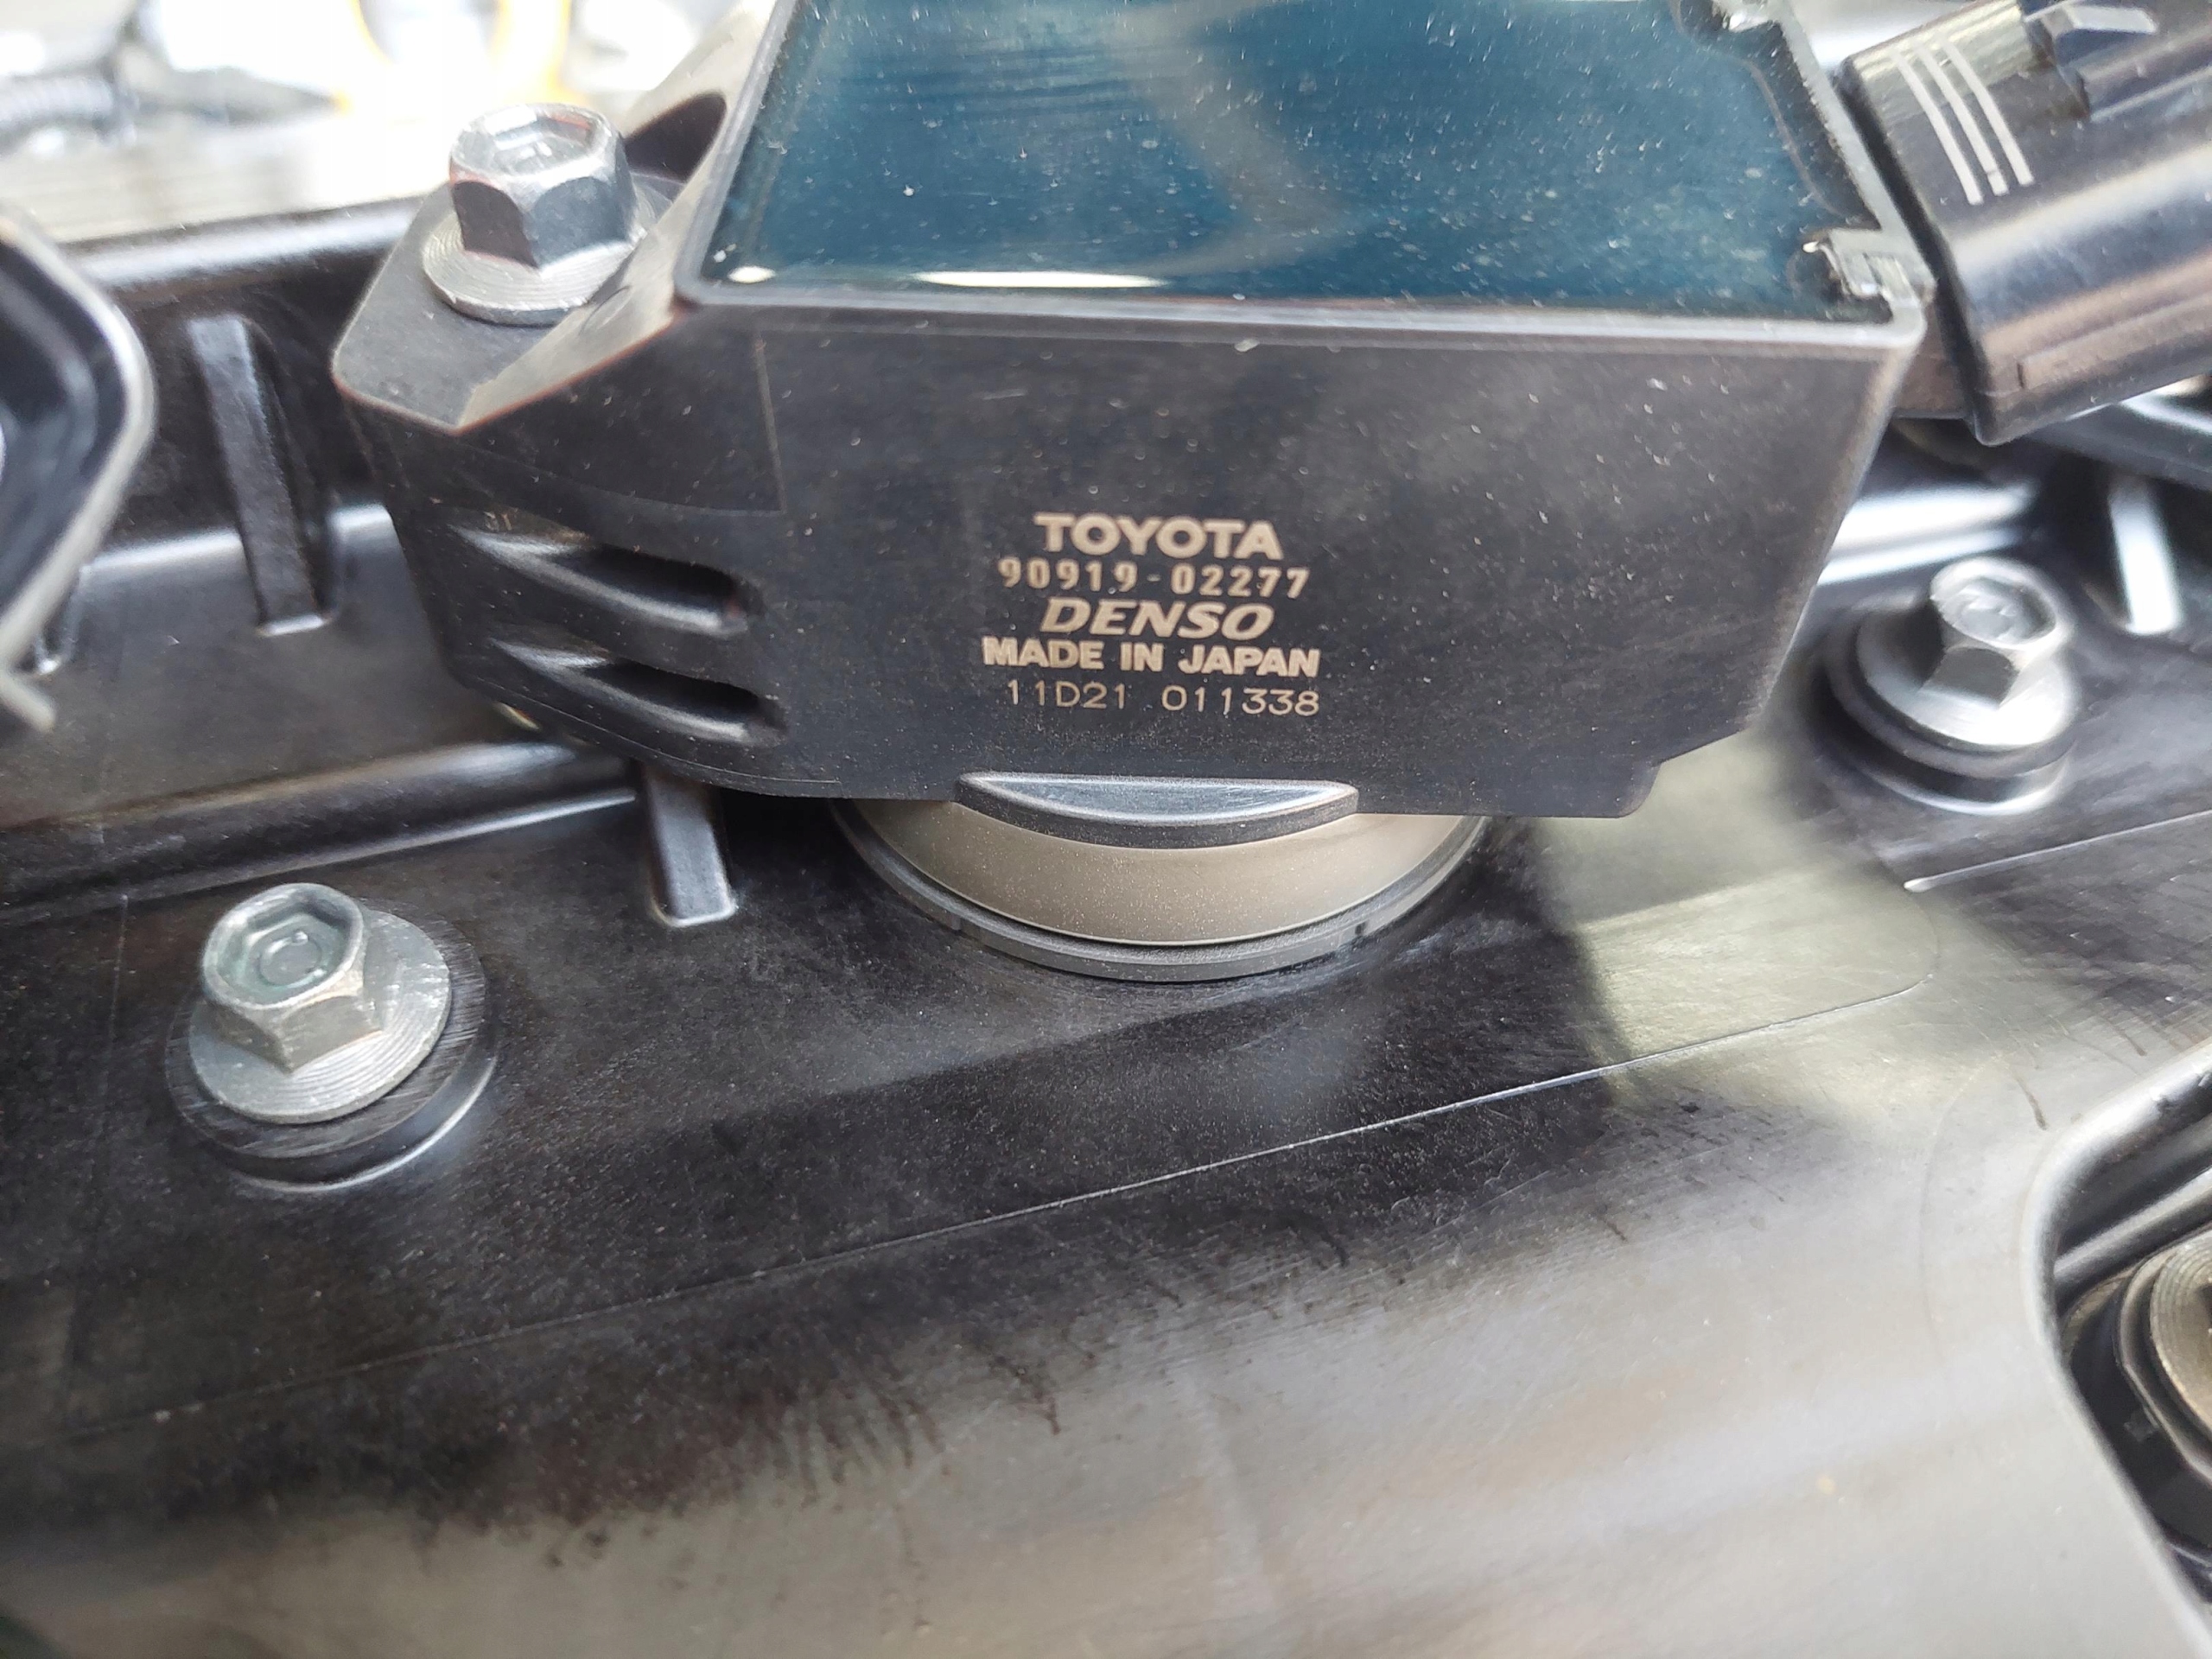 TOYOTA
90919-02277
DENSO
MADE IN JAPAN
11D21 011338